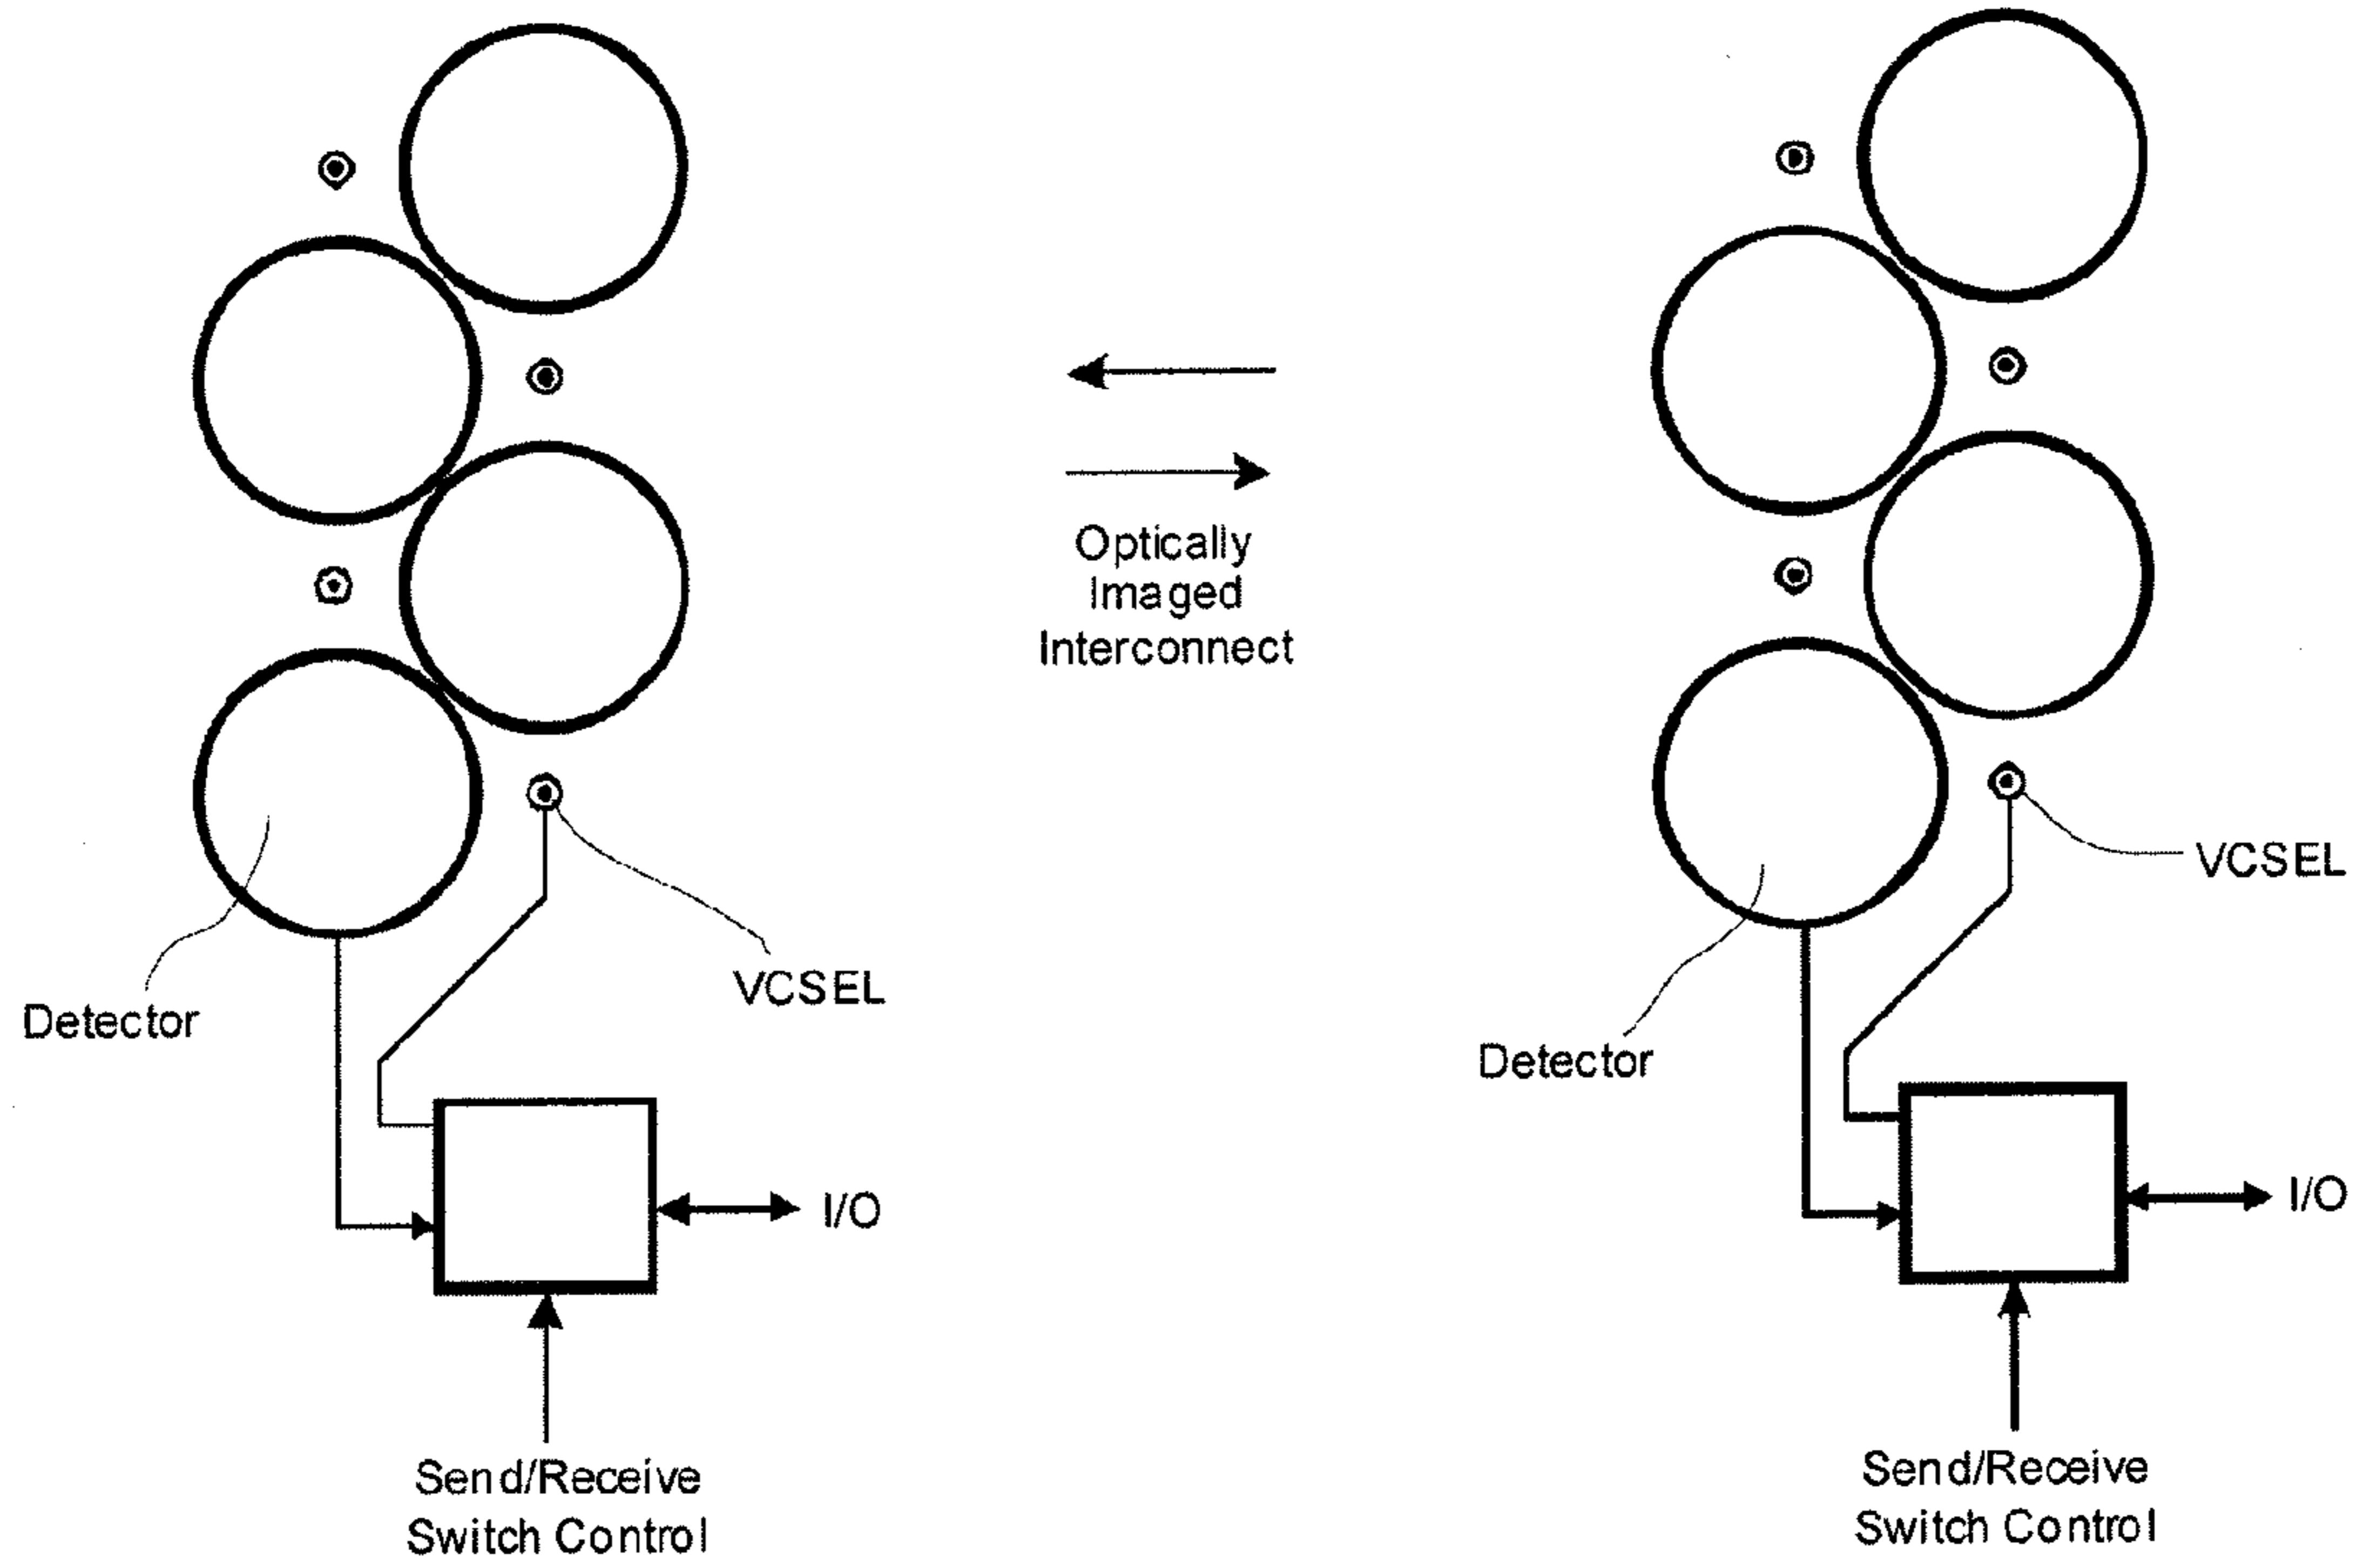 Optically
Imaged
Interconnect
VCSEL
Detector
I/O
Send/Receive
Switch Control
VCSEL
Detector
I/O
Send/Receive
Switch Control